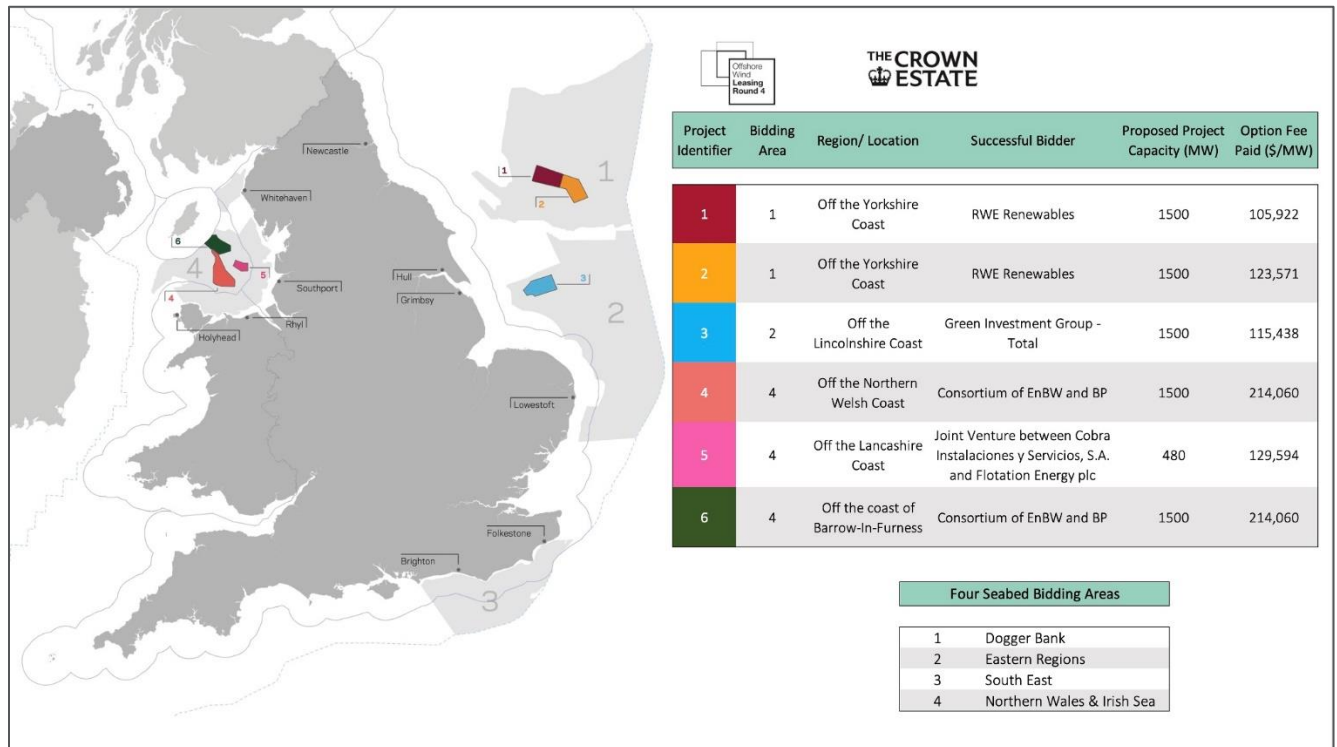 Newcastle
1
1
2
Whitehaven
6
4
5
Hull
3
Southport
Grimsby
2
4
Rhyl
Holyhead
Lowestoft
Folkestone
Brighton
3
Offshore
Wind
Leasing
Round 4
THE CROWN
ESTATE
Project Identifier Bidding Area Region/ Location Successful Bidder Proposed Project Capacity (MW) Option Fee Paid ($/MW)
1 1 Off the Yorkshire Coast RWE Renewables 1500 105,922
2 1 Off the Yorkshire Coast RWE Renewables 1500 123,571
3 2 Off the Lincolnshire Coast Green Investment Group - Total 1500 115,438
4 4 Off the Northern Welsh Coast Consortium of EnBW and BP 1500 214,060
5 4 Off the Lancashire Coast Joint Venture between Cobra Instalaciones y Servicios, S.A. and Flotation Energy plc 480 129,594
6 4 Off the coast of Barrow-In-Furness Consortium of EnBW and BP 1500 214,060
Four Seabed Bidding Areas
1 Dogger Bank
2 Eastern Regions
3 South East
4 Northern Wales & Irish Sea